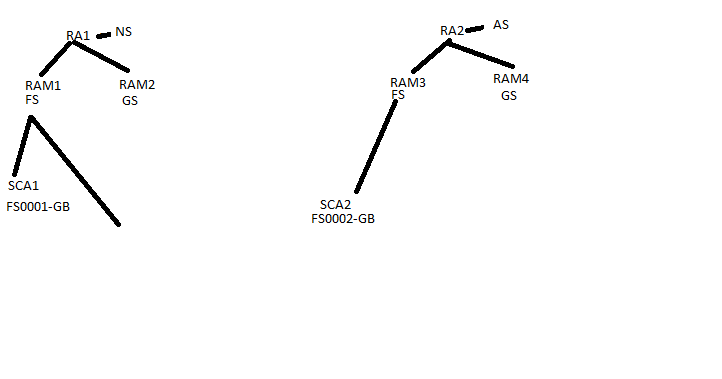 RA1 NS
RAM1
FS
RAM2
GS
SCA1
FS0001-GB
RA2 AS
RAM3
FS
RAM4
GS
SCA2
FS0002-GB